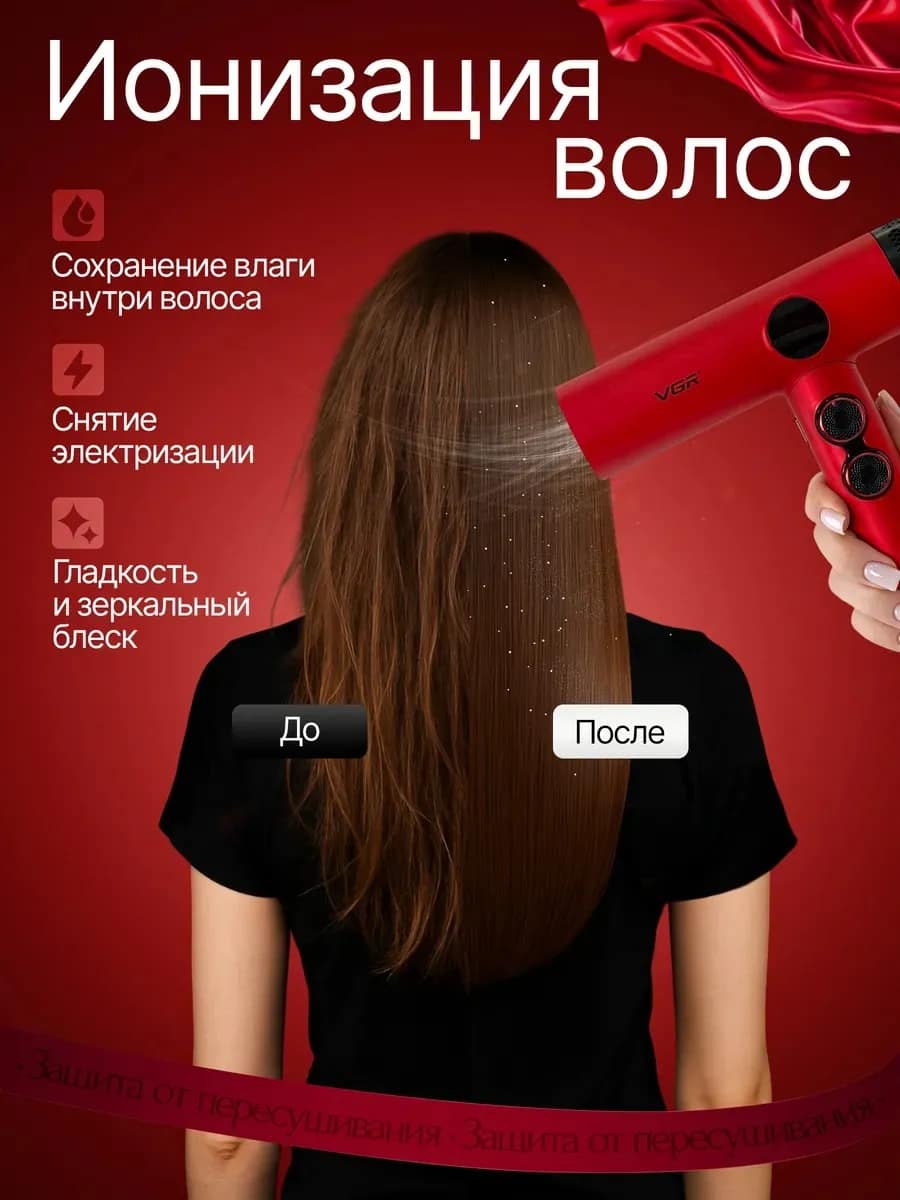 Ионизация
волос
Сохранение влаги
внутри волоса
Снятие
электризации
Гладкость
и зеркальный
блеск
VGR
До
После
· Защита от пересушивания · Защита от пересушивания ·